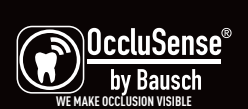 OccluSense®
by Bausch
WE MAKE OCCLUSION VISIBLE